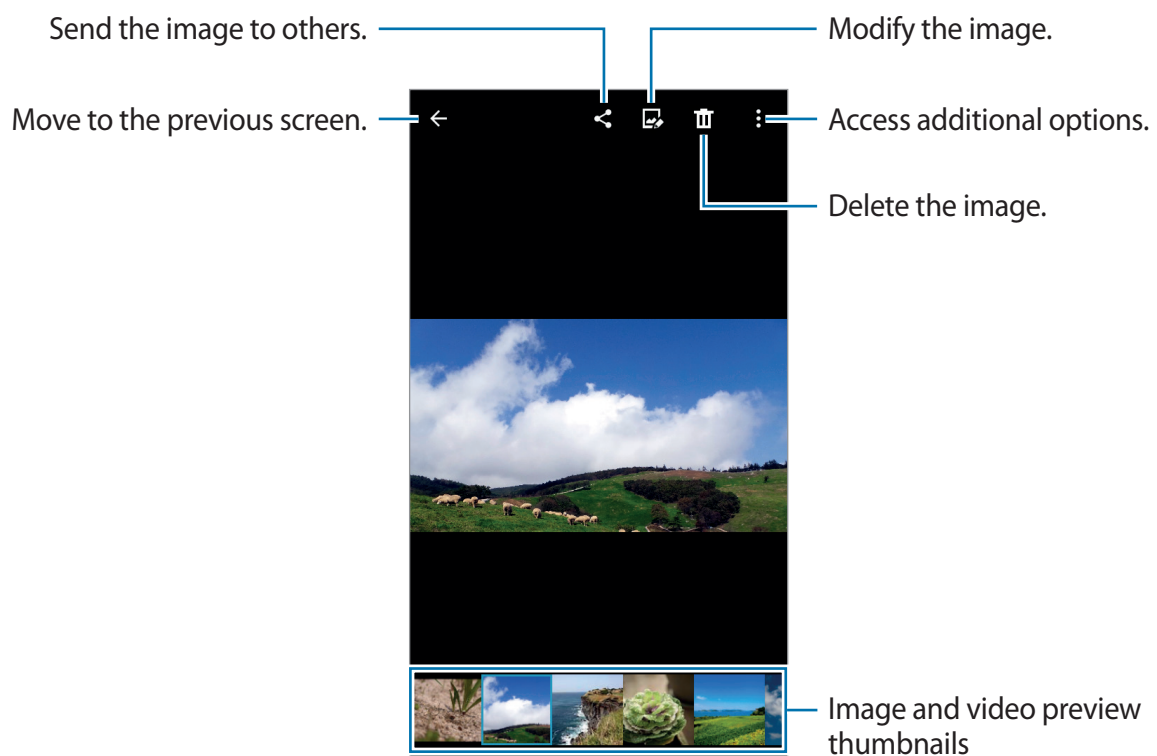 Send the image to others.
Modify the image.
Move to the previous screen.
Access additional options.
Delete the image.
Image and video preview
thumbnails